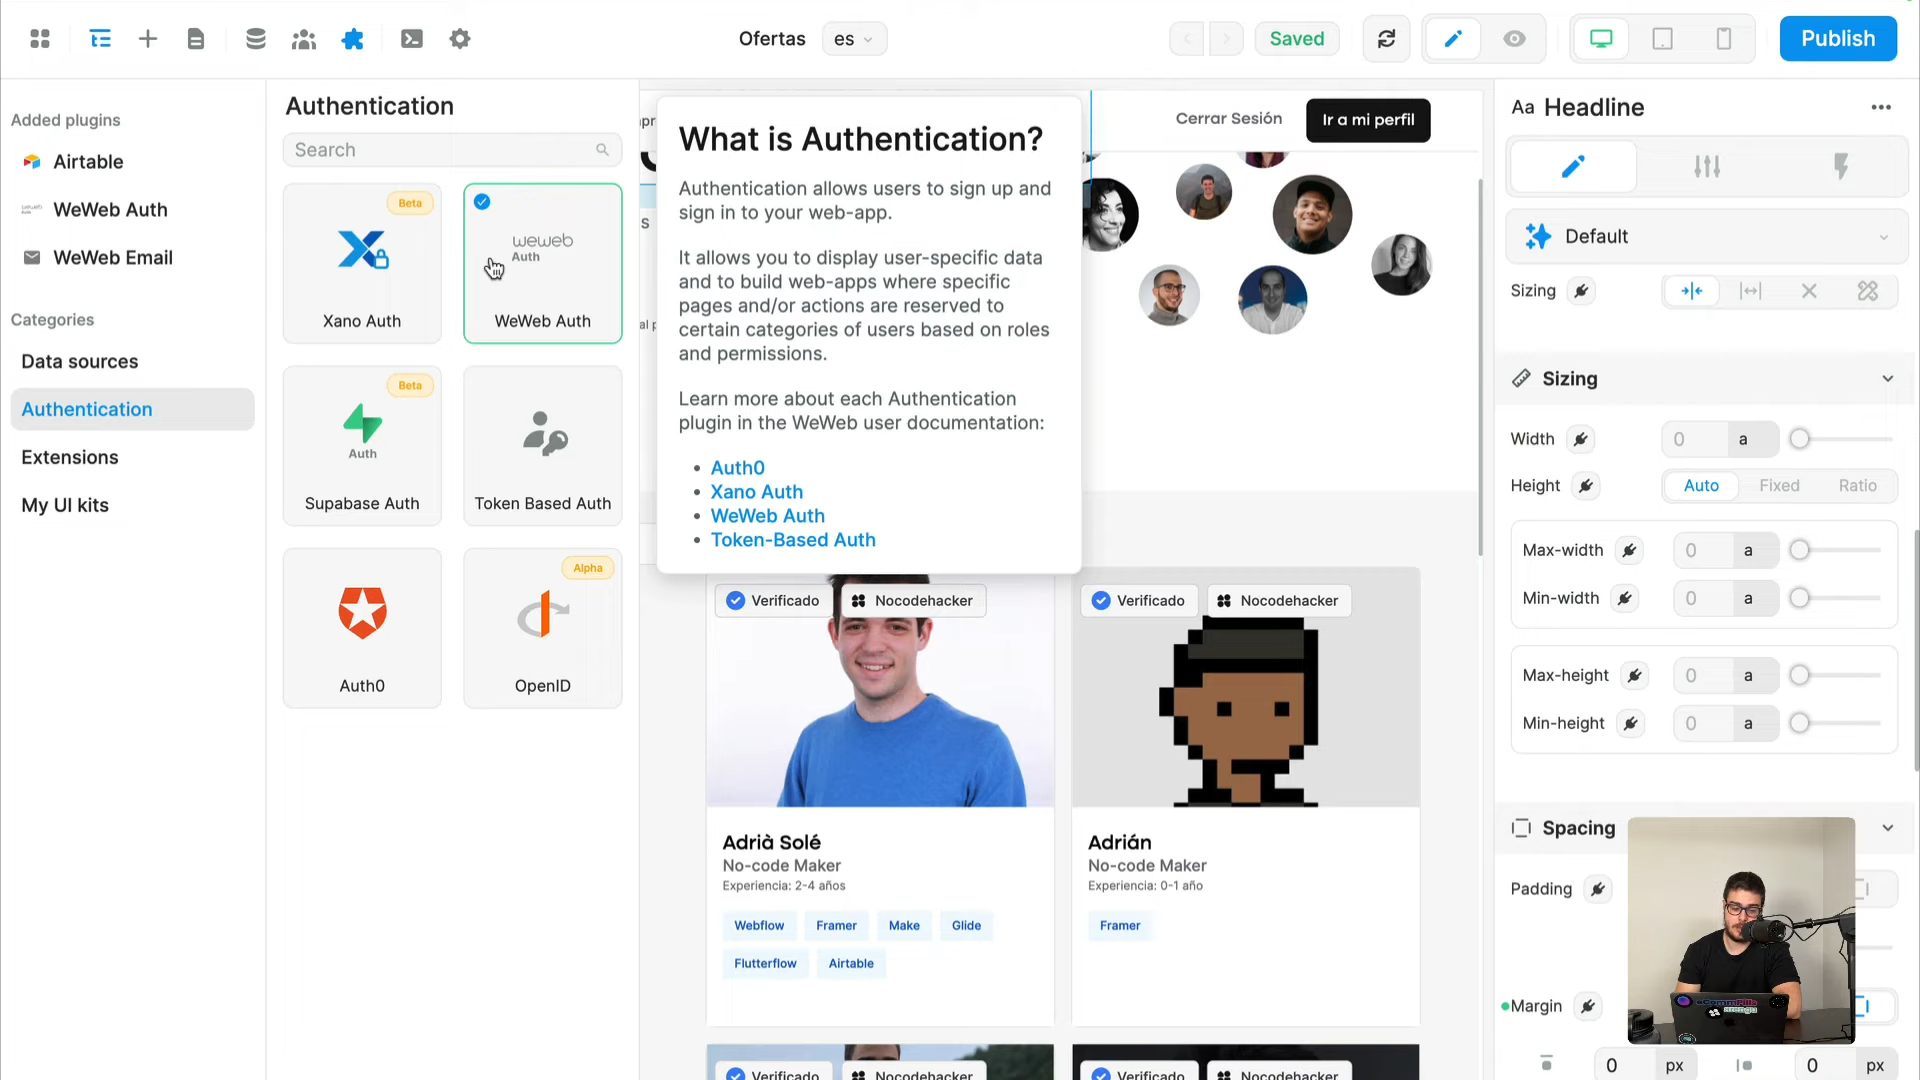 Ofertas
es
Saved
Publish
Added plugins
Airtable
WeWeb Auth
WeWeb Email
Categories
Data sources
Authentication
Extensions
My UI kits
Authentication
Search
Beta
Xano Auth
weweb
Auth
WeWeb Auth
Beta
Auth
Supabase Auth
Token Based Auth
Auth0
Alpha
OpenID
What is Authentication?
Authentication allows users to sign up and
sign in to your web-app.
It allows you to display user-specific data
and to build web-apps where specific
pages and/or actions are reserved to
certain categories of users based on roles
and permissions.
Learn more about each Authentication
plugin in the WeWeb user documentation:
• Auth0
• Xano Auth
• WeWeb Auth
• Token-Based Auth
Cerrar Sesión
Ir a mi perfil
Verificado
Nocodehacker
Adrià Solé
No-code Maker
Experiencia: 2-4 años
Webflow
Framer
Make
Glide
Flutterflow
Airtable
Verificado
Nocodehacker
Adrián
No-code Maker
Experiencia: 0-1 año
Framer
Verificado
Nocodehacker
Verificado
Nocodehacker
Aa Headline
Default
Sizing
Sizing
Width
0 a
Height
Auto
Fixed
Ratio
Max-width
0 a
Min-width
0 a
Max-height
0 a
Min-height
0 a
Spacing
Padding
Margin
0 px
0 px